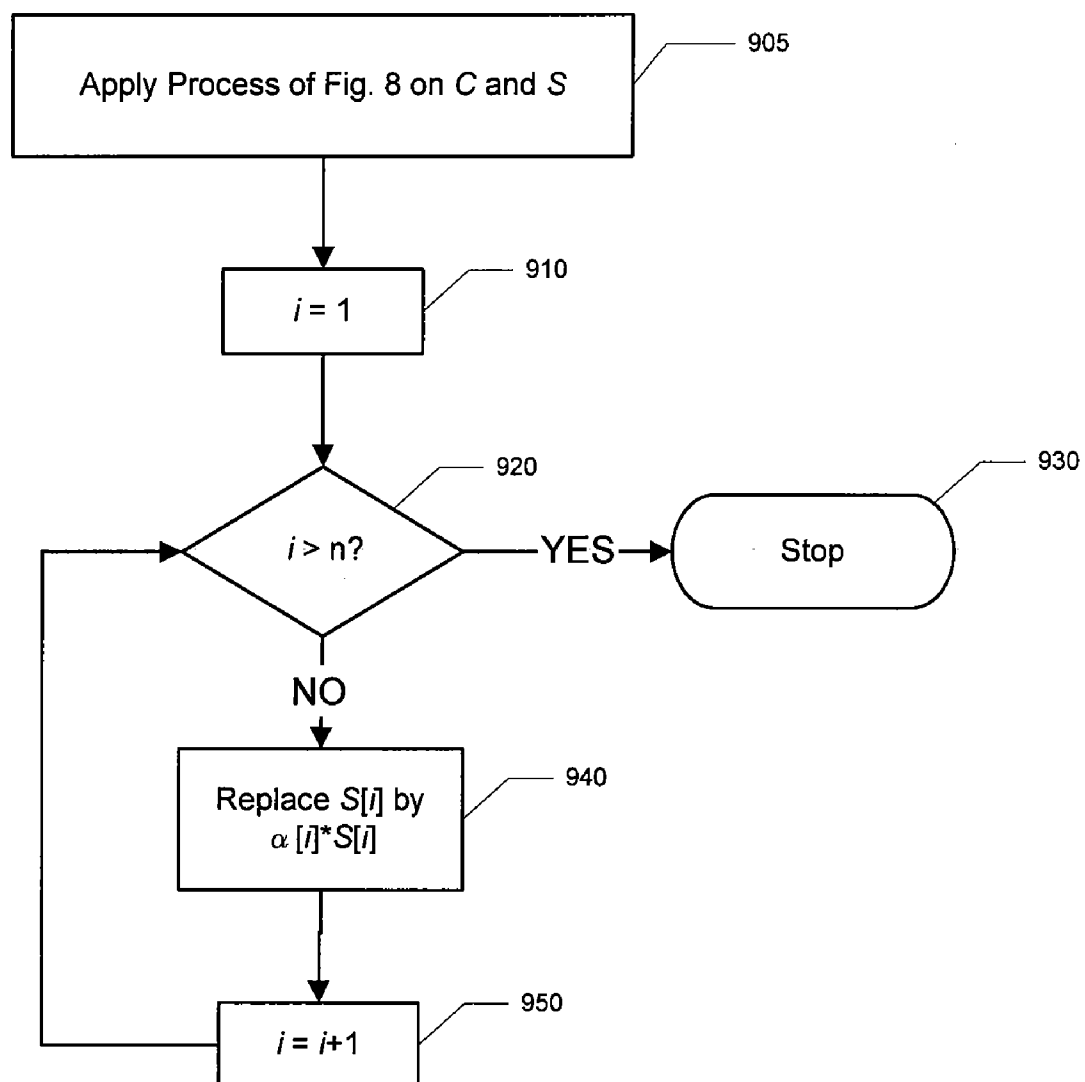 905
Apply Process of Fig. 8 on C and S
910
i = 1
920
930
i > n?
YES
Stop
NO
940
Replace S[i] by
α [i]*S[i]
950
i = i+1